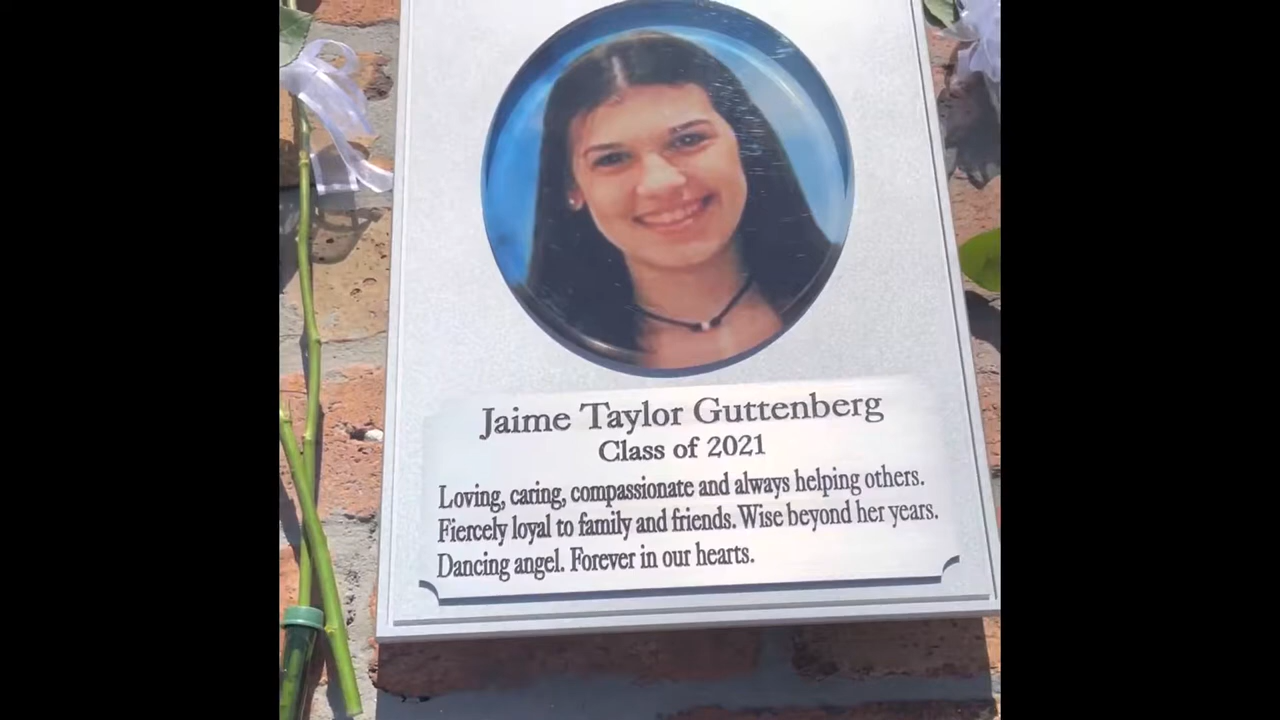 Jaime Taylor Guttenberg
Class of 2021
Loving, caring, compassionate and always helping others.
Fiercely loyal to family and friends. Wise beyond her years.
Dancing angel. Forever in our hearts.